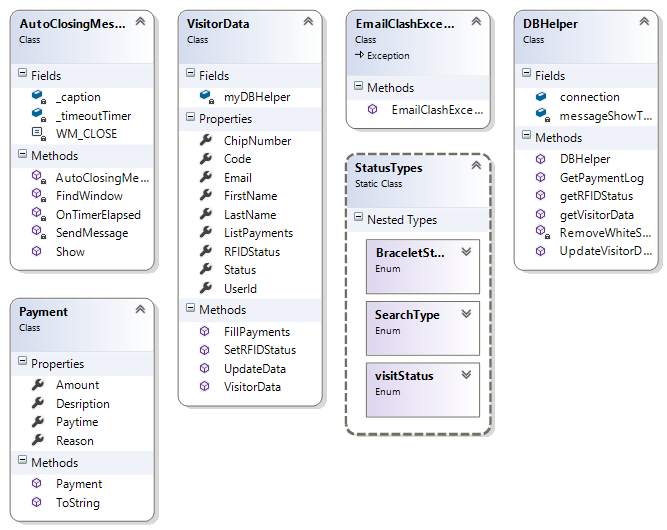 AutoClosingMes...
Class
Fields
_caption
_timeoutTimer
WM_CLOSE
Methods
AutoClosingMe...
FindWindow
OnTimerElapsed
SendMessage
Show
Payment
Class
Properties
Amount
Desription
Paytime
Reason
Methods
Payment
ToString
VisitorData
Class
Fields
myDBHelper
Properties
ChipNumber
Code
Email
FirstName
LastName
ListPayments
RFIDStatus
Status
UserId
Methods
FillPayments
SetRFIDStatus
UpdateData
VisitorData
EmailClashExce...
Class
Exception
Methods
EmailClashExce...
StatusTypes
Static Class
Nested Types
BraceletSt...
Enum
SearchType
Enum
visitStatus
Enum
DBHelper
Class
Fields
connection
messageShowT...
Methods
DBHelper
GetPaymentLog
getRFIDStatus
getVisitorData
RemoveWhiteS...
UpdateVisitorD...